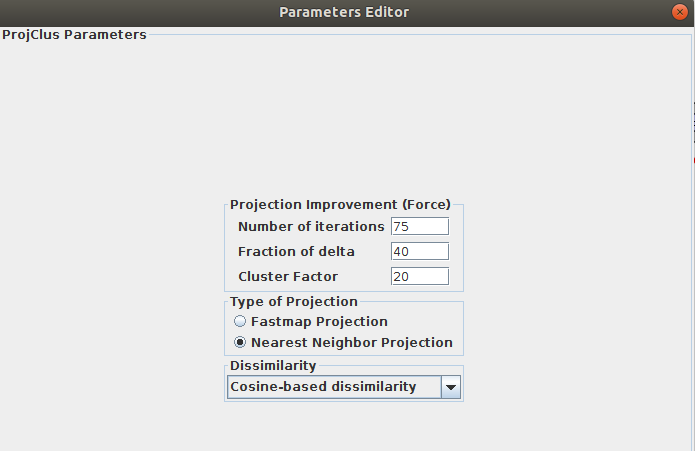 Parameters Editor
ProjClus Parameters
Projection Improvement (Force)
Number of iterations 75
Fraction of delta 40
Cluster Factor 20
Type of Projection
Fastmap Projection
Nearest Neighbor Projection
Dissimilarity
Cosine-based dissimilarity